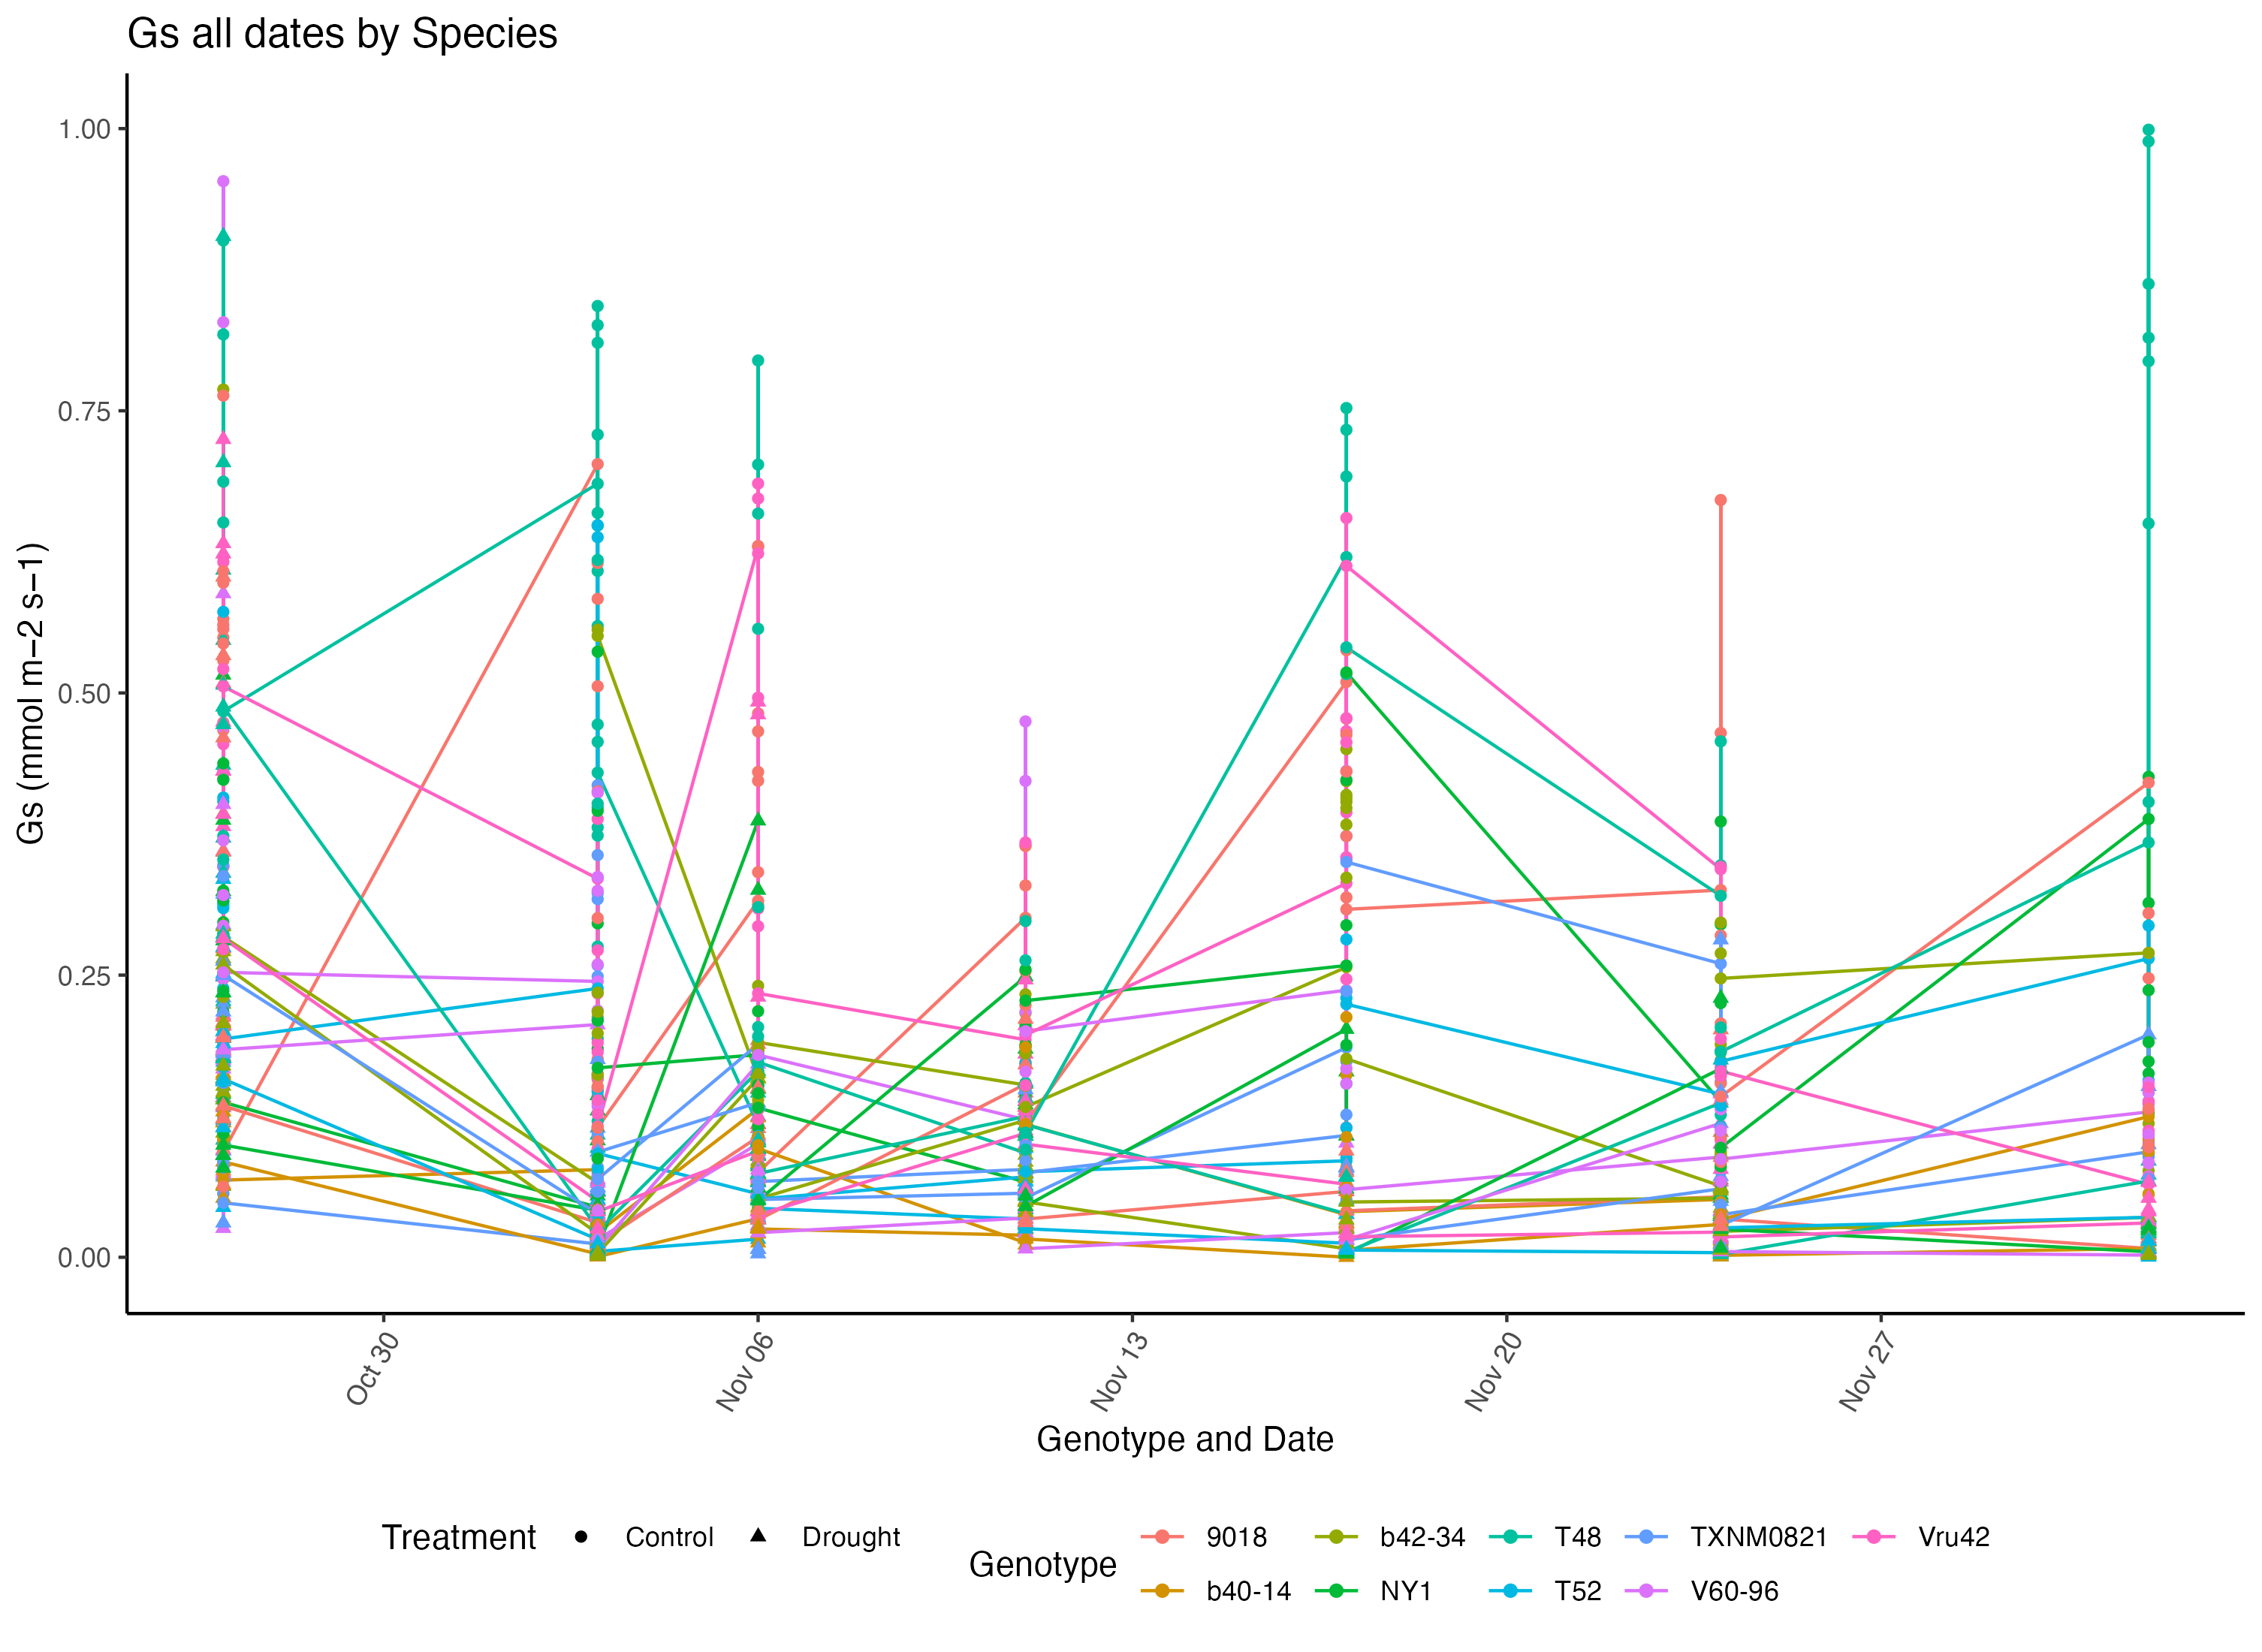 Gs all dates by Species
1.00
0.75
0.50
0.25
0.00
Gs (mmol m−2 s−1)
Oct 30
Nov 06
Nov 13
Nov 20
Nov 27
Genotype and Date
Treatment
Control
Drought
Genotype
9018
b42-34
T48
TXNM0821
Vru42
b40-14
NY1
T52
V60-96